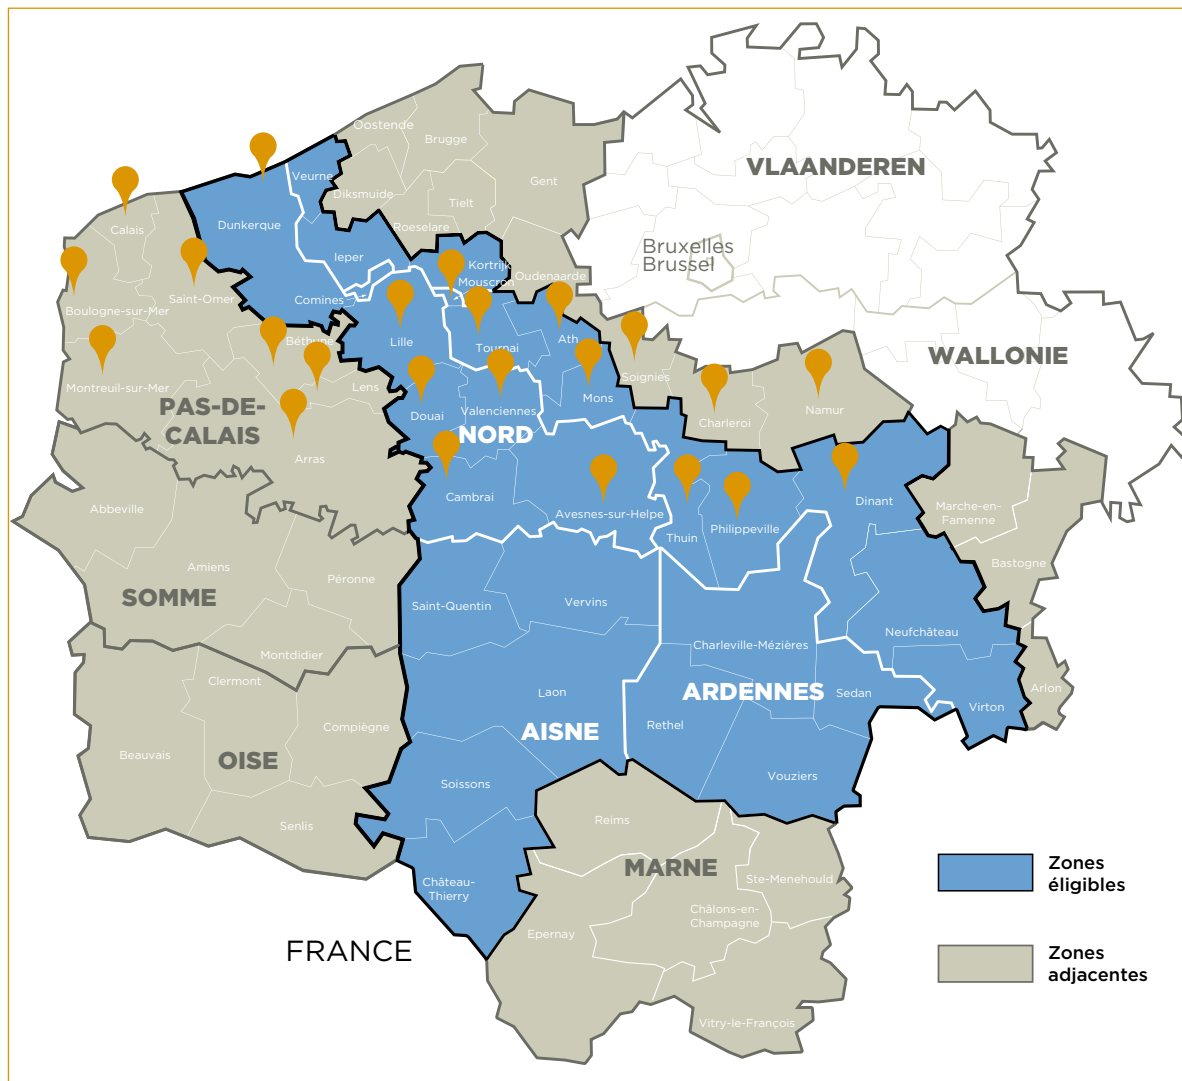 Oostende
Brugge
VLAANDEREN
Veurne
Gent
Diksmuide
Tielt
Calais
Dunkerque
Roeselare
Bruxelles
Brussel
Ieper
Kortrijk
Mouscron
Oudenaarde
Saint-Omer
Comines
Boulogne-sur-Mer
Béthune
Lille
Tournai
Ath
WALLONIE
Soignies
Montreuil-sur-Mer
Lens
Mons
PAS-DE-
CALAIS
Douai
Valenciennes
NORD
Charleroi
Namur
Arras
Cambrai
Avesnes-sur-Helpe
Abbeville
Thuin
Philippeville
Dinant
Marche-en-
Famenne
Amiens
Péronne
SOMME
Bastogne
Saint-Quentin
Vervins
Neufchâteau
Montdidier
Charleville-Mézières
Clermont
Laon
ARDENNES
Sedan
Arlon
Virton
Compiègne
AISNE
Rethel
Beauvais
OISE
Soissons
Vouziers
Senlis
Reims
MARNE
Château-
Thierry
Ste-Menehould
Châlons-en-
Champagne
Epernay
FRANCE
Vitry-le-François
Zones
éligibles
Zones
adjacentes